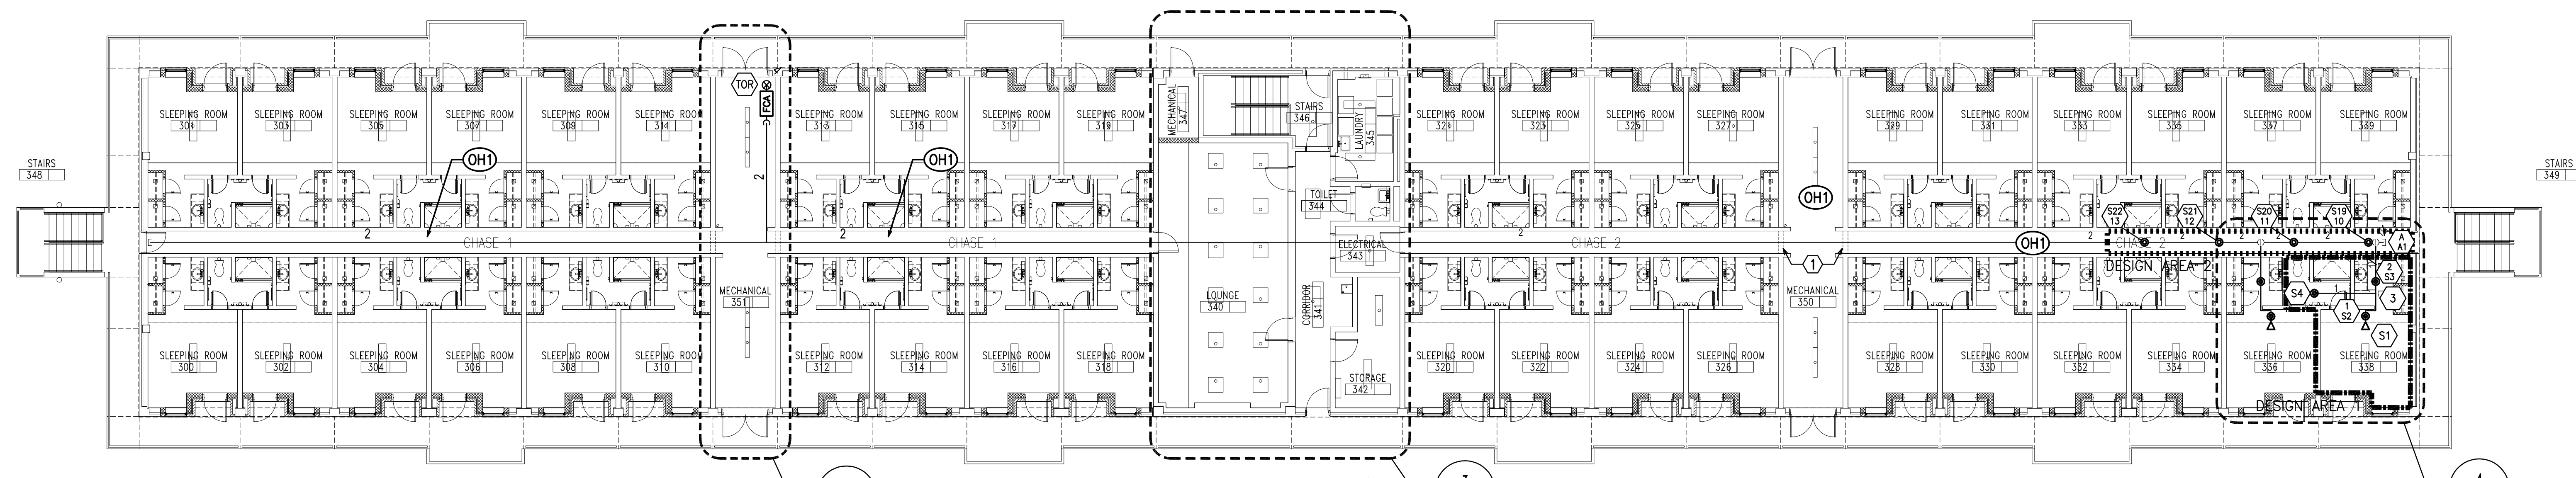 SLEEPING ROOM
301
SLEEPING ROOM
303
SLEEPING ROOM
305
SLEEPING ROOM
307
SLEEPING ROOM
309
SLEEPING ROOM
311
TOR
FCA
SLEEPING ROOM
313
SLEEPING ROOM
315
SLEEPING ROOM
317
SLEEPING ROOM
319
MECHANICAL
347
STAIRS
346
LAUNDRY
345
SLEEPING ROOM
321
SLEEPING ROOM
323
SLEEPING ROOM
325
SLEEPING ROOM
327
SLEEPING ROOM
329
SLEEPING ROOM
331
SLEEPING ROOM
333
SLEEPING ROOM
335
SLEEPING ROOM
337
SLEEPING ROOM
339
STAIRS
348
OH1
OH1
2
STAIRS
349
TOILET
344
OH1
S22
13
S21
12
S20
11
S19
10
2
CHASE 1
2
CHASE 1
ELECTRICAL
343
2
CHASE 2
OH1
2
CHASE 2
2
2
2
A
A1
1
DESIGN AREA 2
2
S3
MECHANICAL
351
LOUNGE
340
CORRIDOR
341
MECHANICAL
350
S4
1
1
S2
3
S1
SLEEPING ROOM
300
SLEEPING ROOM
302
SLEEPING ROOM
304
SLEEPING ROOM
306
SLEEPING ROOM
308
SLEEPING ROOM
310
SLEEPING ROOM
312
SLEEPING ROOM
314
SLEEPING ROOM
316
SLEEPING ROOM
318
STORAGE
342
SLEEPING ROOM
320
SLEEPING ROOM
322
SLEEPING ROOM
324
SLEEPING ROOM
326
SLEEPING ROOM
328
SLEEPING ROOM
330
SLEEPING ROOM
332
SLEEPING ROOM
334
SLEEPING ROOM
336
SLEEPING ROOM
338
DESIGN AREA 1